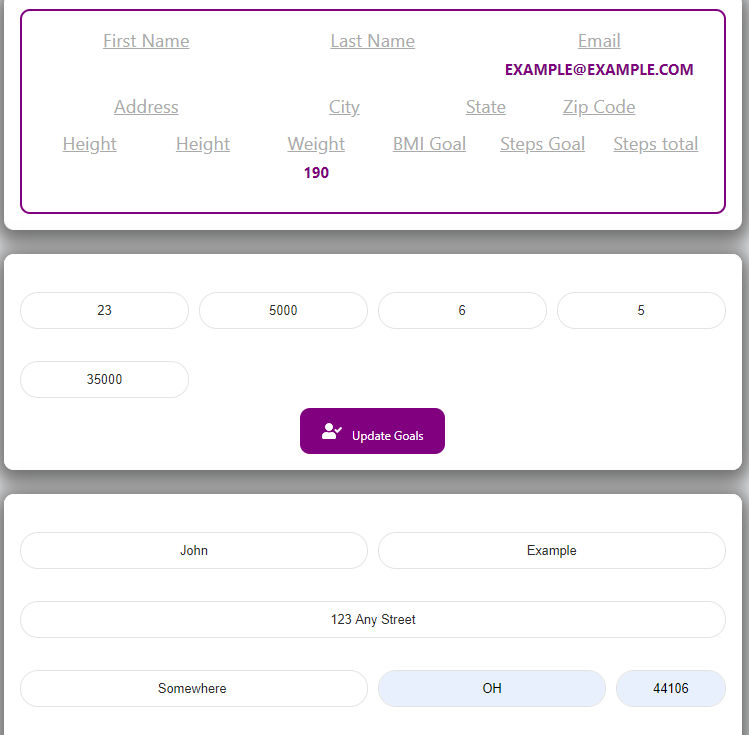 First Name Last Name Email
EXAMPLE@EXAMPLE.COM
Address City State Zip Code
Height Height Weight BMI Goal Steps Goal Steps total
190
23 5000 6 5
35000
Update Goals
John Example
123 Any Street
Somewhere OH 44106